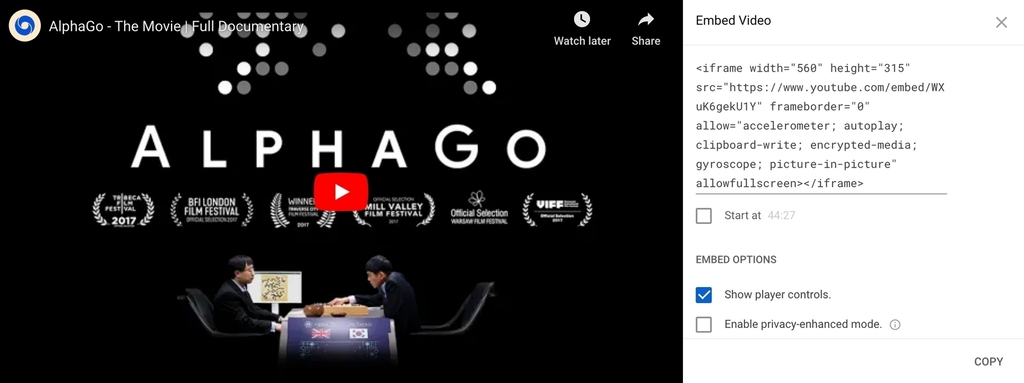 AlphaGo - The Movie | Full Documentary
Watch later
Share
ALPHAGO
TRIBECA
FILM
FESTIVAL
2017
BFI LONDON
FILM FESTIVAL
OFFICIAL SELECTION 2017
WINNER
TRAVERSE CITY
FILM FESTIVAL
2017
OFFICIAL SELECTION
MILL VALLEY
FILM FESTIVAL
Official Selection
WARSAW FILM FESTIVAL
VIFF
Official Selection
2017
Embed Video
<iframe width="560" height="315"
src="https://www.youtube.com/embed/WX
uK6gekU1Y" frameborder="0"
allow="accelerometer; autoplay;
clipboard-write; encrypted-media;
gyroscope; picture-in-picture"
allowfullscreen></iframe>
Start at 44:27
EMBED OPTIONS
Show player controls.
Enable privacy-enhanced mode.
COPY